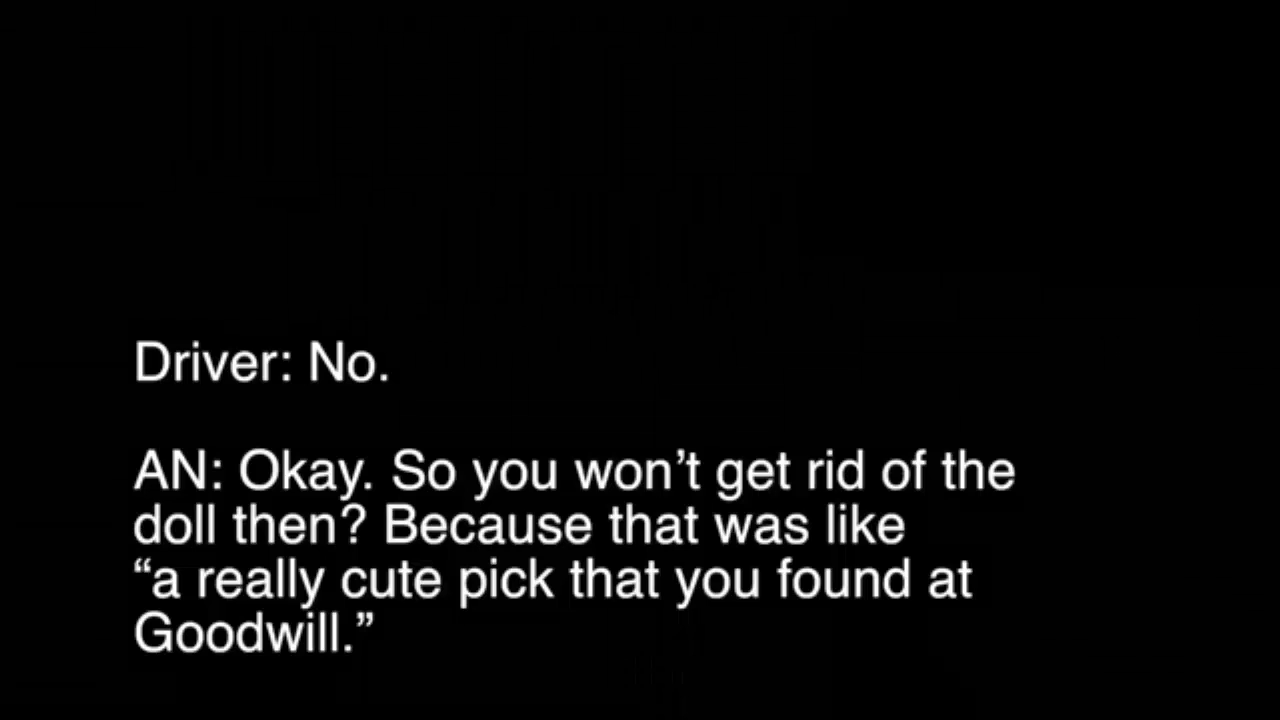 Driver: No.
AN: Okay. So you won’t get rid of the
doll then? Because that was like
“a really cute pick that you found at
Goodwill.”